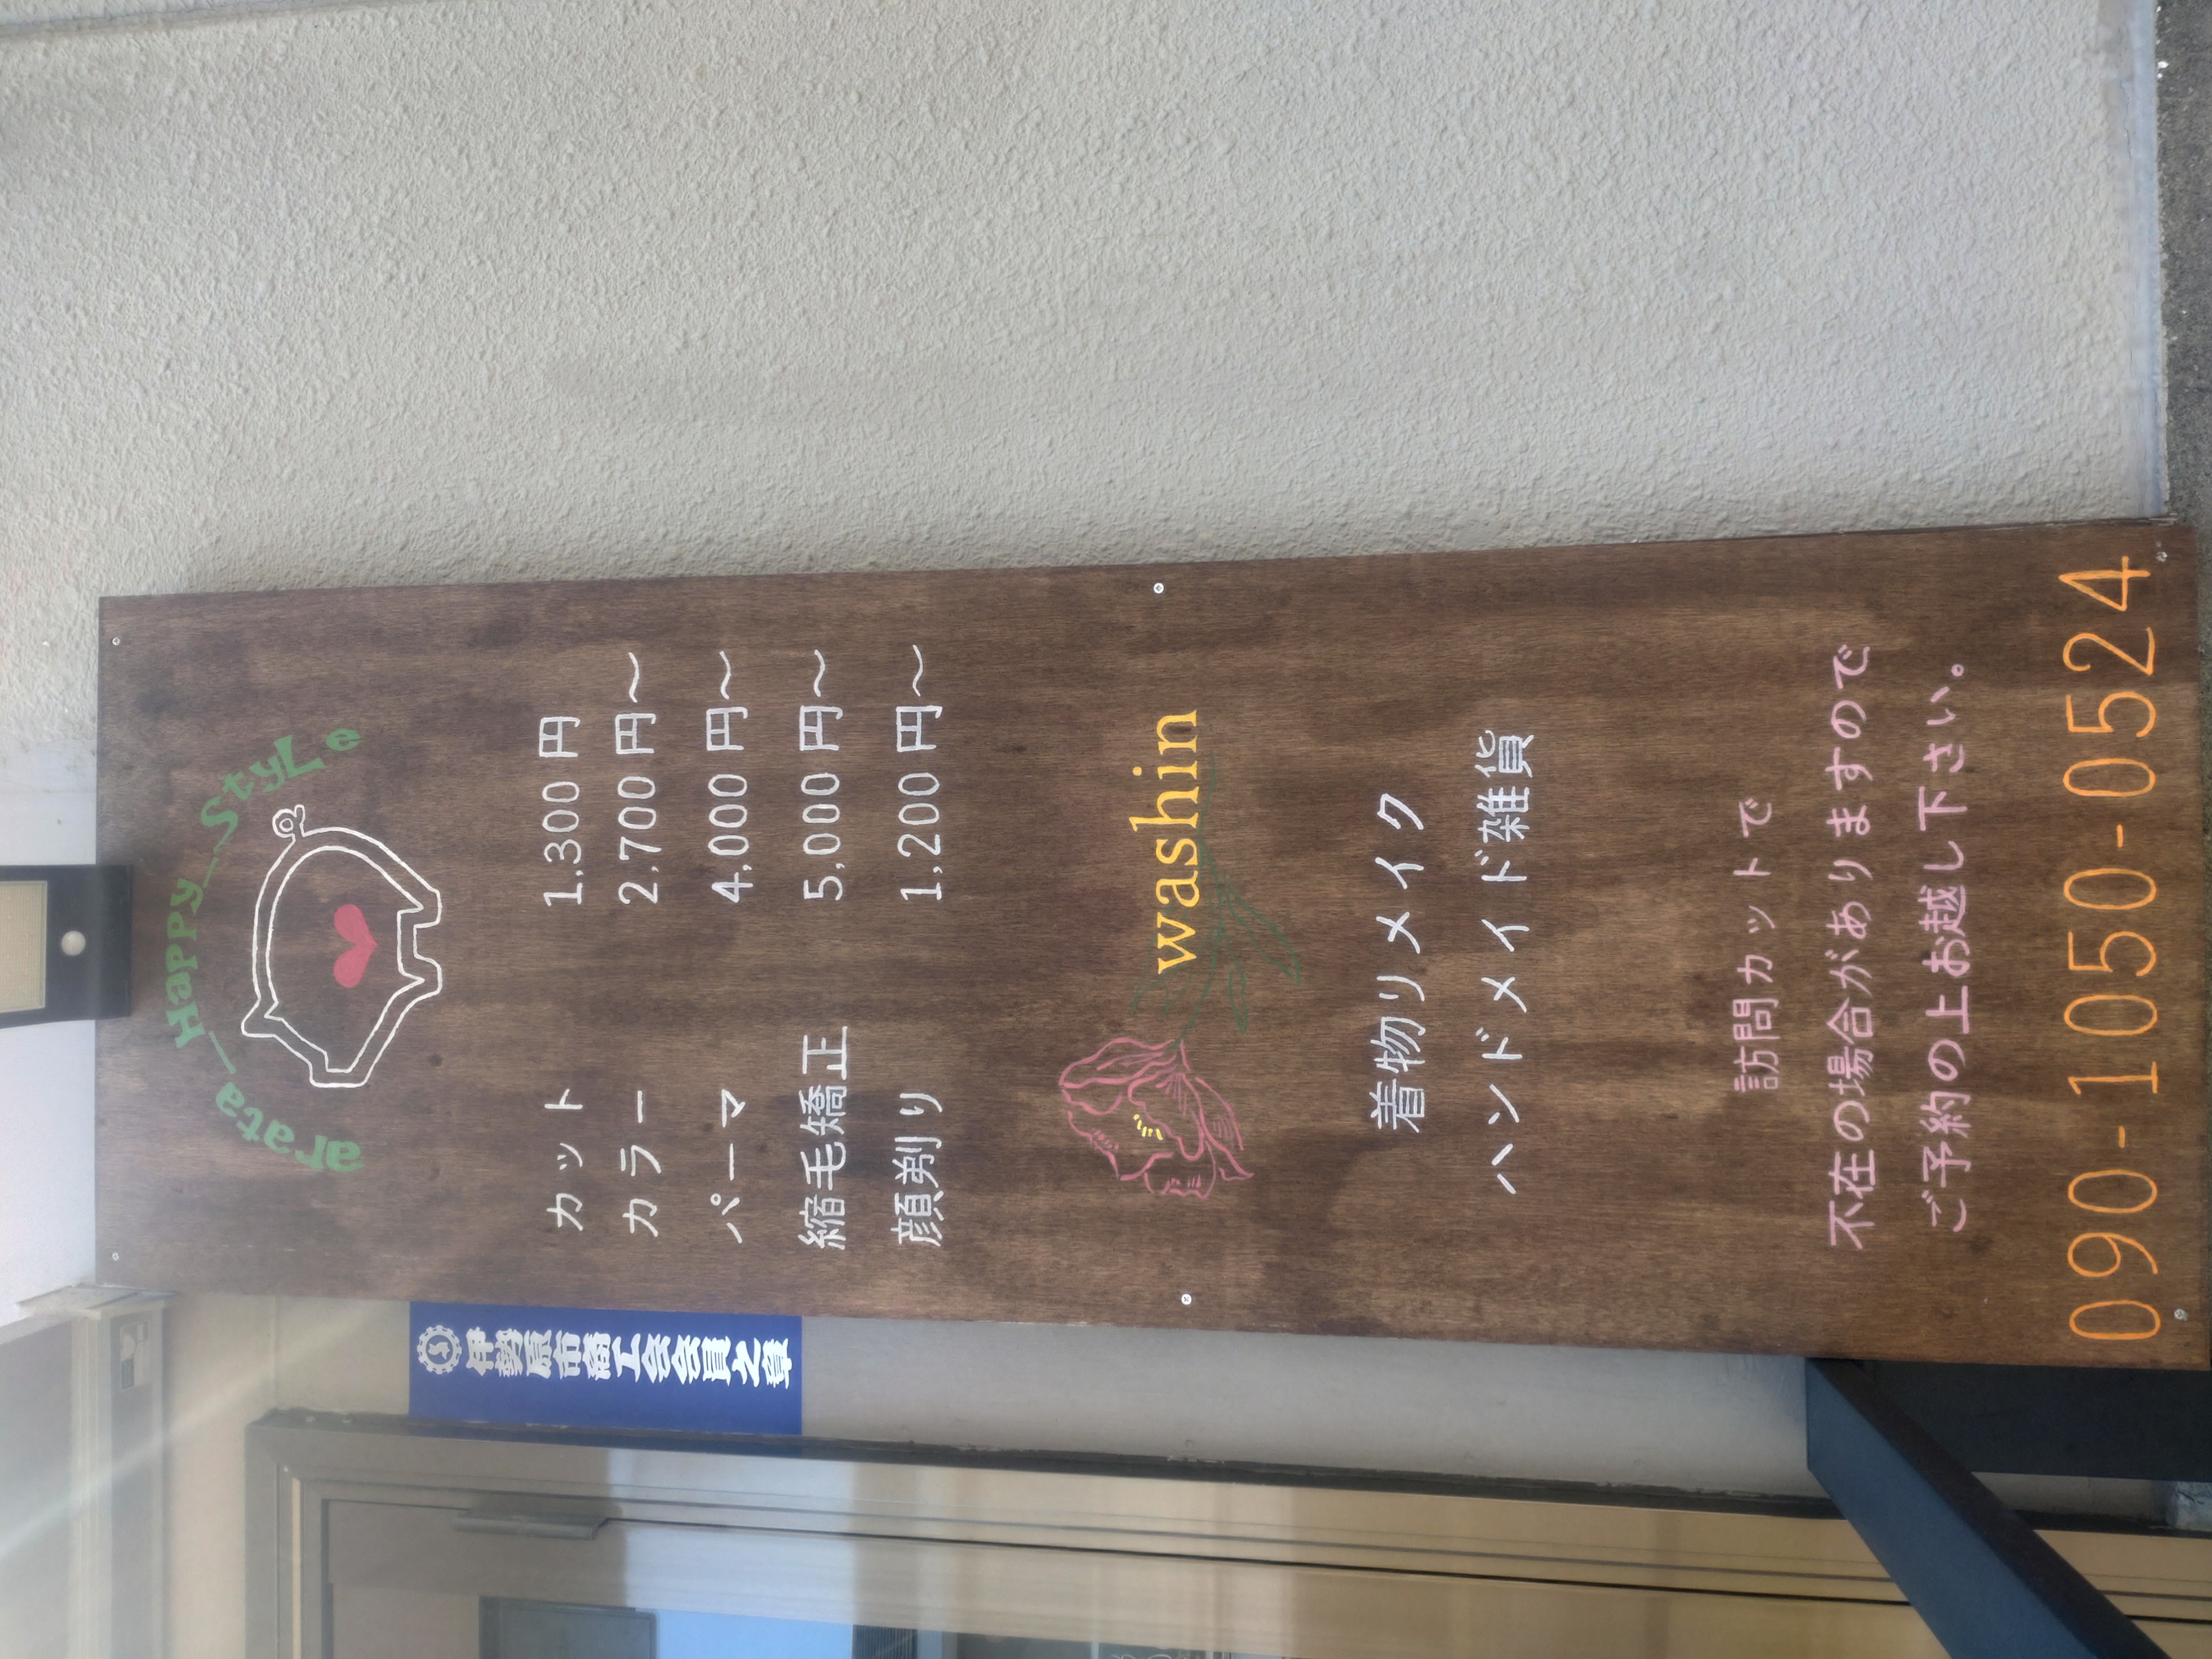 arata_Happy_StyLe
カット 1,300円
カラー 2,700円～
パーマ 4,000円～
縮毛矯正 5,000円～
顔剃り 1,200円～
washin
着物リメイク
ハンドメイド雑貨
訪問カットで
不在の場合がありますので
ご予約の上お越し下さい。
090-1050-0524
伊勢原市商工会会員之章